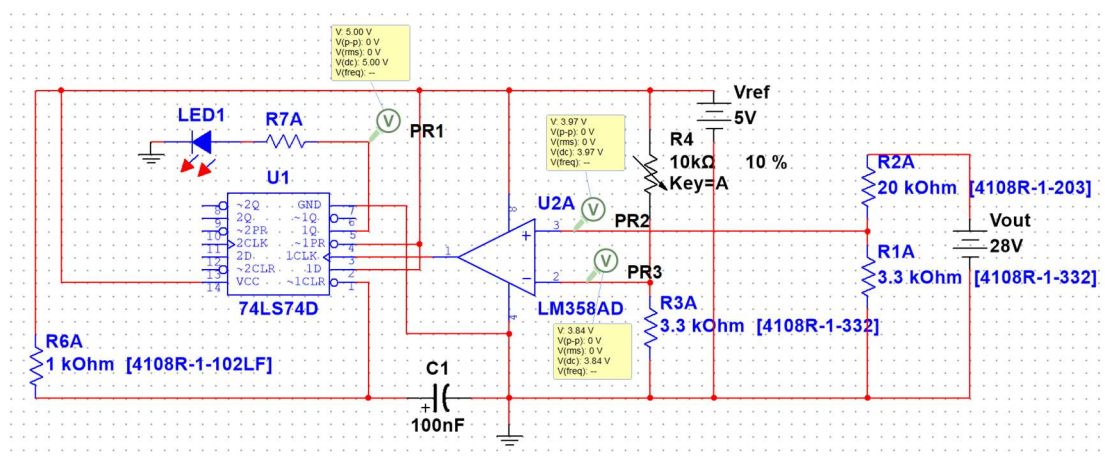 V: 5.00 V
V(p-p): 0 V
V(rms): 0 V
V(dc): 5.00 V
V(freq): --
V
PR1
LED1
R7A
Vref
5V
V: 3.97 V
V(p-p): 0 V
V(rms): 0 V
V(dc): 3.97 V
V(freq): --
V
PR2
R4
10kΩ 10 %
Key=A
R2A
20 kOhm [4108R-1-203]
Vout
28V
R1A
3.3 kOhm [4108R-1-332]
U1
8 ~2Q GND 7
9 2Q ~1Q 6
10 ~2PR 1Q 5
11 2CLK ~1PR 4
12 2D 1CLK 3
13 ~2CLR 1D 2
14 VCC ~1CLR 1
74LS74D
U2A
8
3
+
1
−
2
4
LM358AD
V
PR3
V: 3.84 V
V(p-p): 0 V
V(rms): 0 V
V(dc): 3.84 V
V(freq): --
R3A
3.3 kOhm [4108R-1-332]
R6A
1 kOhm [4108R-1-102LF]
C1
+
100nF